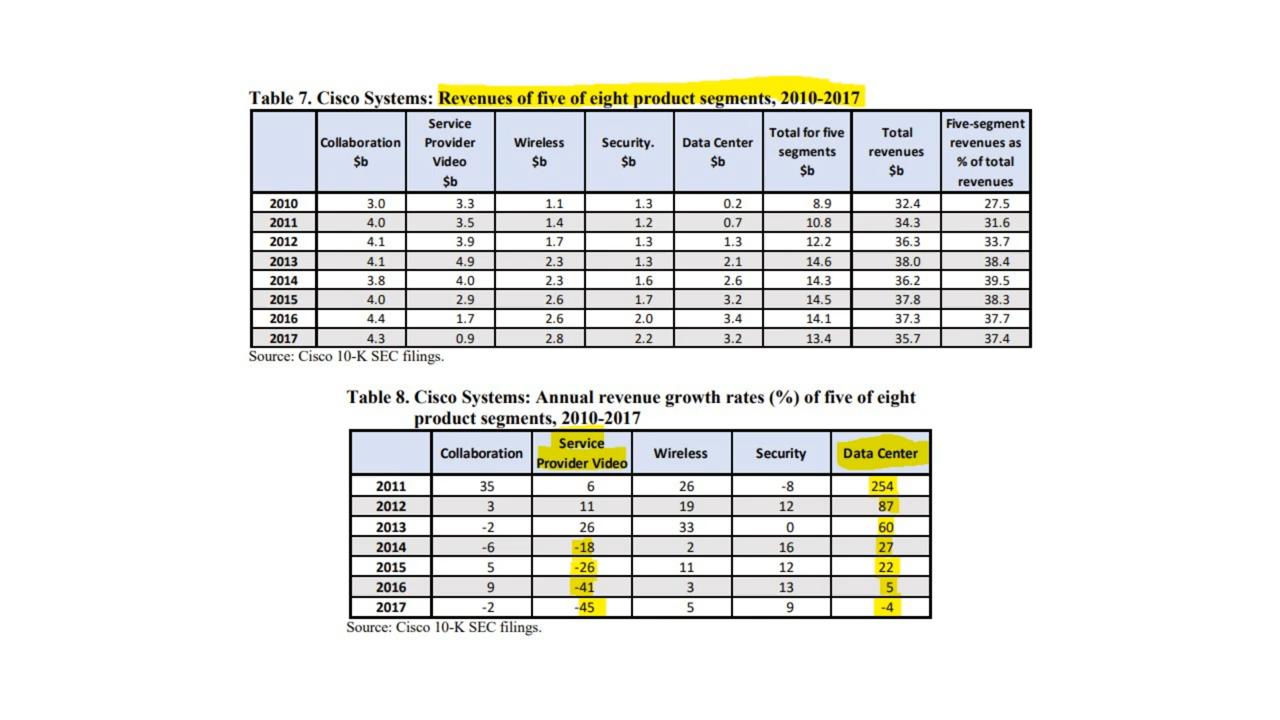 Table 7. Cisco Systems: Revenues of five of eight product segments, 2010-2017
Collaboration $b Service Provider Video $b Wireless $b Security. $b Data Center $b Total for five segments $b Total revenues $b Five-segment revenues as % of total revenues
2010 3.0 3.3 1.1 1.3 0.2 8.9 32.4 27.5
2011 4.0 3.5 1.4 1.2 0.7 10.8 34.3 31.6
2012 4.1 3.9 1.7 1.3 1.3 12.2 36.3 33.7
2013 4.1 4.9 2.3 1.3 2.1 14.6 38.0 38.4
2014 3.8 4.0 2.3 1.6 2.6 14.3 36.2 39.5
2015 4.0 2.9 2.6 1.7 3.2 14.5 37.8 38.3
2016 4.4 1.7 2.6 2.0 3.4 14.1 37.3 37.7
2017 4.3 0.9 2.8 2.2 3.2 13.4 35.7 37.4
Source: Cisco 10-K SEC filings.
Table 8. Cisco Systems: Annual revenue growth rates (%) of five of eight
product segments, 2010-2017
Collaboration Service Provider Video Wireless Security Data Center
2011 35 6 26 -8 254
2012 3 11 19 12 87
2013 -2 26 33 0 60
2014 -6 -18 2 16 27
2015 5 -26 11 12 22
2016 9 -41 3 13 5
2017 -2 -45 5 9 -4
Source: Cisco 10-K SEC filings.